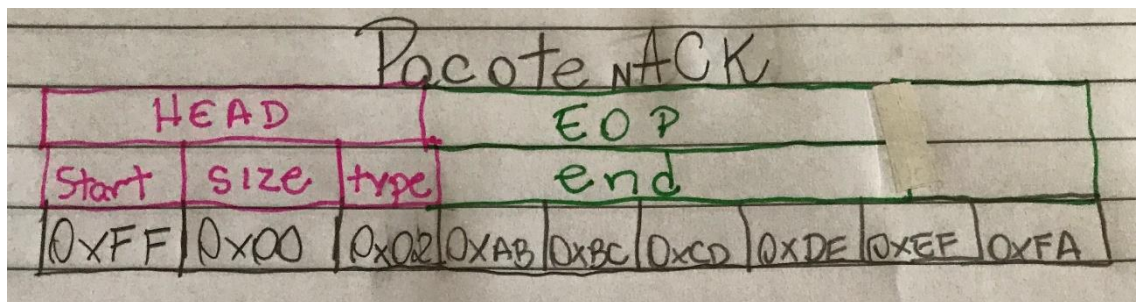 Pacote nACK
HEAD EOP
Start size type end
0xFF 0x00 0x02 0xAB 0xBC 0xCD 0xDE 0xEF 0xFA